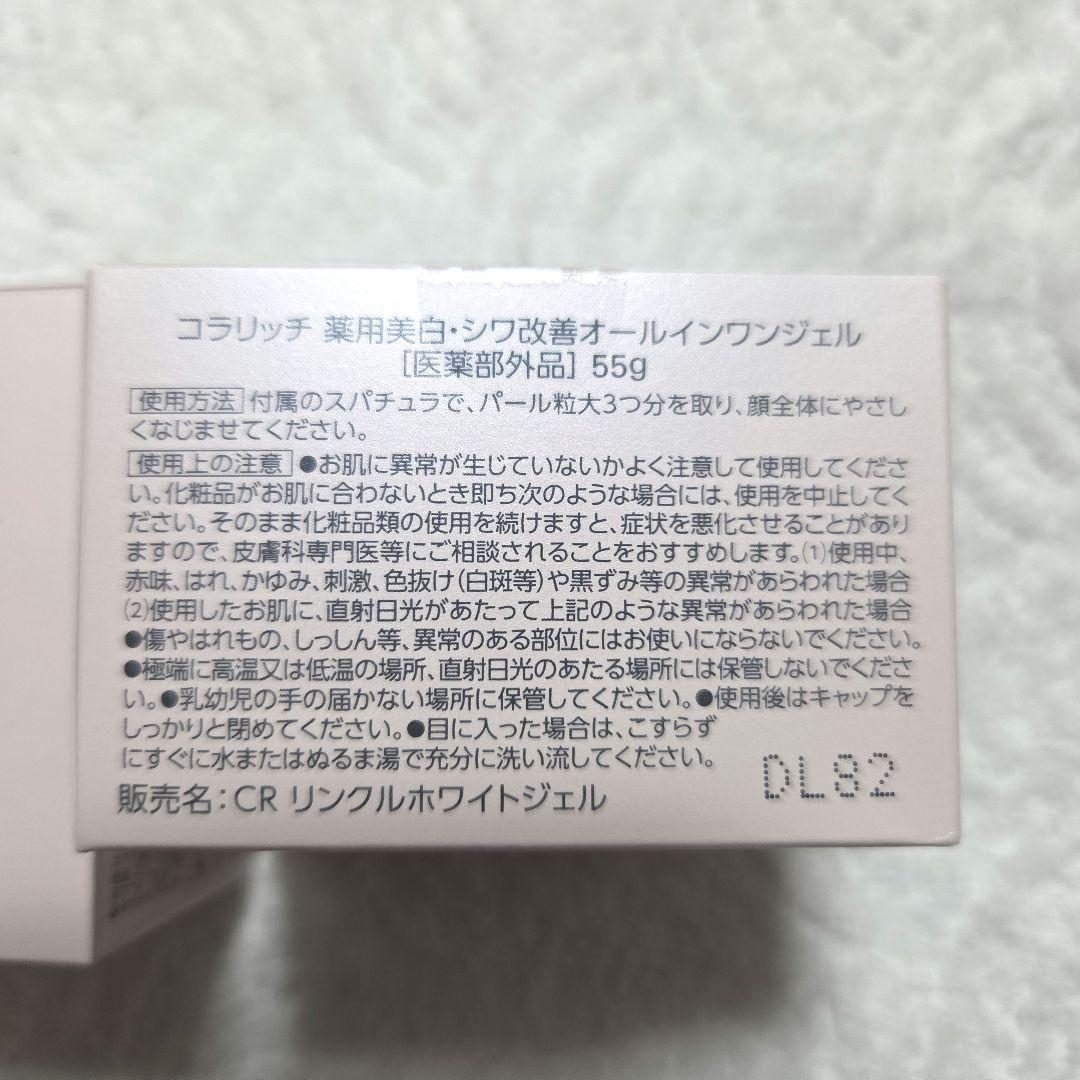 コラリッチ 薬用美白・シワ改善オールインワンジェル
[医薬部外品] 55g
使用方法 付属のスパチュラで、パール粒大3つ分を取り、顔全体にやさし
くなじませてください。
使用上の注意 ●お肌に異常が生じていないかよく注意して使用してくださ
い。化粧品がお肌に合わないとき即ち次のような場合には、使用を中止してく
ださい。そのまま化粧品類の使用を続けますと、症状を悪化させることがあり
ますので、皮膚科専門医等にご相談されることをおすすめします。(1)使用中、
赤味、はれ、かゆみ、刺激、色抜け(白斑等)や黒ずみ等の異常があらわれた場合
(2)使用したお肌に、直射日光があたって上記のような異常があらわれた場合
●傷やはれもの、しっしん等、異常のある部位にはお使いにならないでください。
●極端に高温又は低温の場所、直射日光のあたる場所には保管しないでくださ
い。●乳幼児の手の届かない場所に保管してください。●使用後はキャップを
しっかりと閉めてください。●目に入った場合は、こすらず
にすぐに水またはぬるま湯で充分に洗い流してください。
販売名：CR リンクルホワイトジェル
DL82